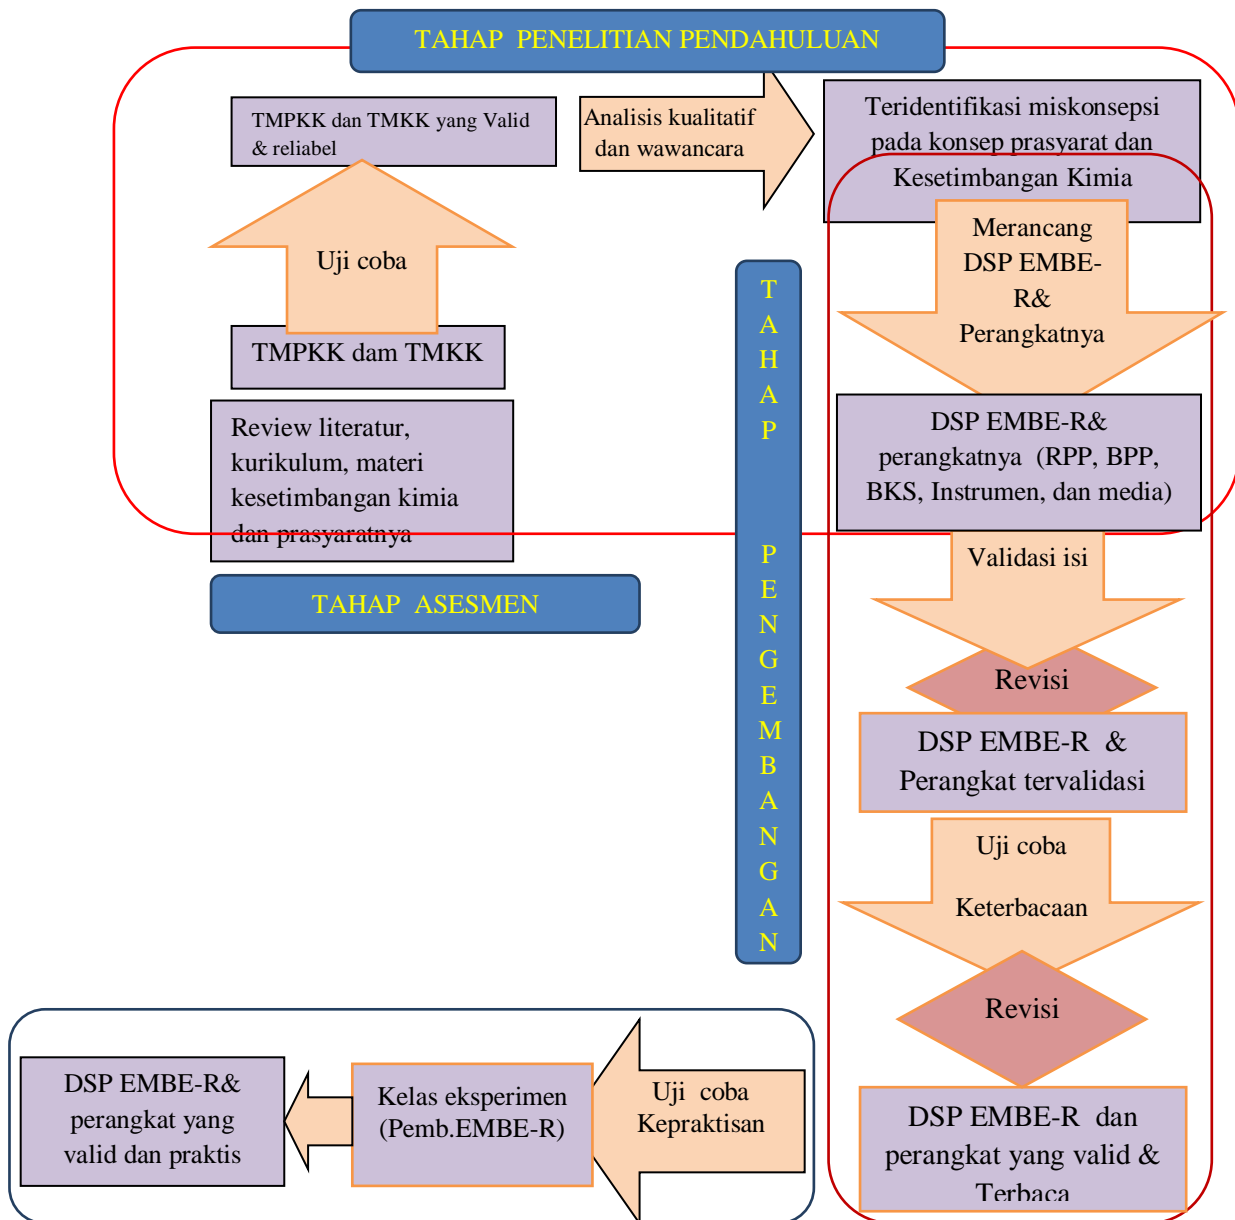 TAHAP PENELITIAN PENDAHULUAN
TMPKK dan TMKK yang Valid
& reliabel
Analisis kualitatif
dan wawancara
Teridentifikasi miskonsepsi
pada konsep prasyarat dan
Kesetimbangan Kimia
Uji coba
Merancang
DSP EMBE-
R&
Perangkatnya
TMPKK dam TMKK
Review literatur,
kurikulum, materi
kesetimbangan kimia
dan prasyaratnya
TAHAP ASESMEN
TAHAP PENGEMBANGAN
DSP EMBE-R&
perangkatnya (RPP, BPP,
BKS, Instrumen, dan media)
Validasi isi
Revisi
DSP EMBE-R &
Perangkat tervalidasi
Uji coba
Keterbacaan
Revisi
DSP EMBE-R dan
perangkat yang valid &
Terbaca
Uji coba
Kepraktisan
Kelas eksperimen
(Pemb.EMBE-R)
DSP EMBE-R&
perangkat yang
valid dan praktis